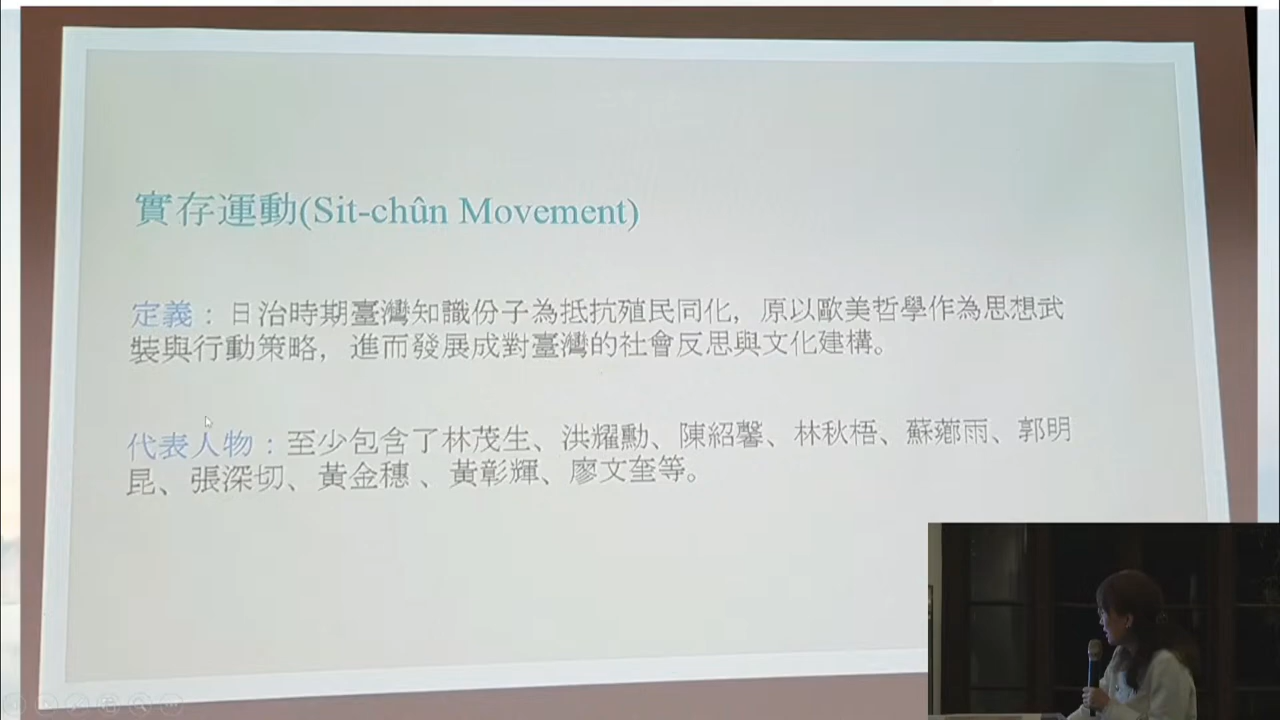 實存運動(Sit-chûn Movement)
定義：日治時期臺灣知識份子為抵抗殖民同化，原以歐美哲學作為思想武
裝與行動策略，進而發展成對臺灣的社會反思與文化建構。
代表人物：至少包含了林茂生、洪耀勳、陳紹馨、林秋梧、蘇薌雨、郭明
昆、張深切、黃金穗、黃彰輝、廖文奎等。